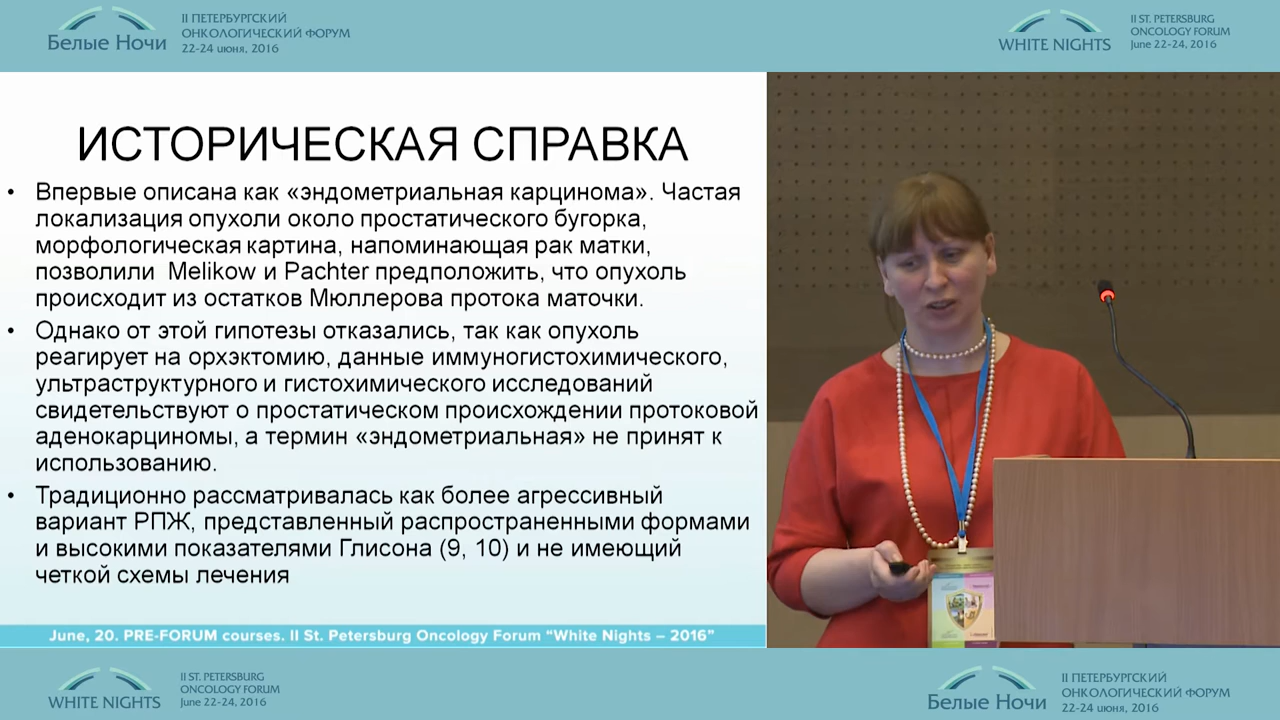 Белые Ночи
II ПЕТЕРБУРГСКИЙ
ОНКОЛОГИЧЕСКИЙ ФОРУМ
22-24 июня, 2016
WHITE NIGHTS
II ST. PETERSBURG
ONCOLOGY FORUM
June 22-24, 2016
ИСТОРИЧЕСКАЯ СПРАВКА
• Впервые описана как «эндометриальная карцинома». Частая
локализация опухоли около простатического бугорка,
морфологическая картина, напоминающая рак матки,
позволили Melikow и Pachter предположить, что опухоль
происходит из остатков Мюллерова протока маточки.
• Однако от этой гипотезы отказались, так как опухоль
реагирует на орхэктомию, данные иммуногистохимического,
ультраструктурного и гистохимического исследований
свидетельствуют о простатическом происхождении протоковой
аденокарциномы, а термин «эндометриальная» не принят к
использованию.
• Традиционно рассматривалась как более агрессивный
вариант РПЖ, представленный распространенными формами
и высокими показателями Глисона (9, 10) и не имеющий
четкой схемы лечения
June, 20. PRE-FORUM courses. II St. Petersburg Oncology Forum “White Nights – 2016”
WHITE NIGHTS
II ST. PETERSBURG
ONCOLOGY FORUM
June 22-24, 2016
Белые Ночи
II ПЕТЕРБУРГСКИЙ
ОНКОЛОГИЧЕСКИЙ ФОРУМ
22-24 июня, 2016